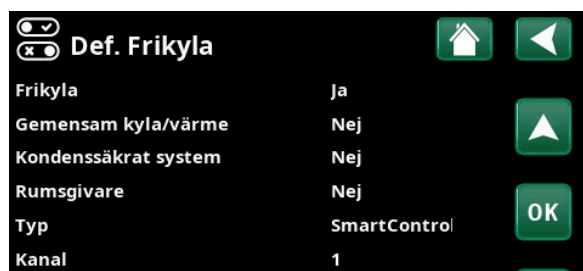 Def. Frikyla
Frikyla Ja
Gemensam kyla/värme Nej
Kondenssäkrat system Nej
Rumsgivare Nej
Typ SmartControl
OK
Kanal 1